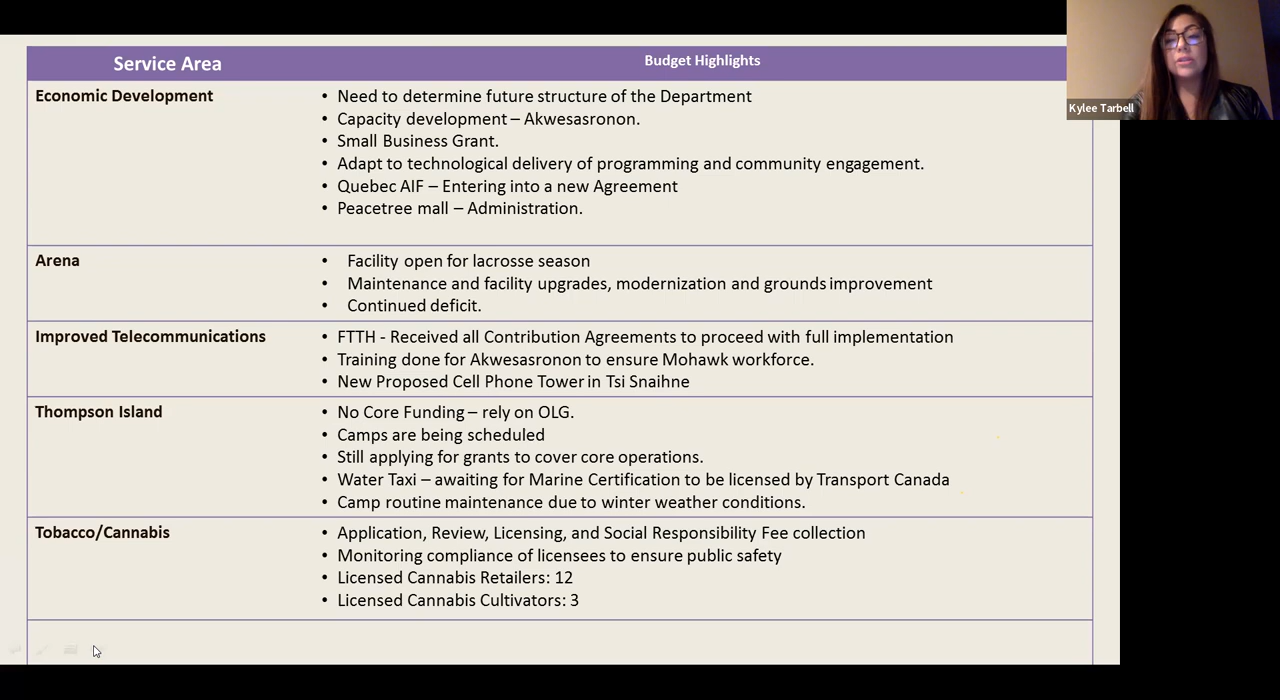 Service Area
Budget Highlights
Kylee Tarbell
Economic Development
• Need to determine future structure of the Department
• Capacity development – Akwesasronon.
• Small Business Grant.
• Adapt to technological delivery of programming and community engagement.
• Quebec AIF – Entering into a new Agreement
• Peacetree mall – Administration.
Arena
• Facility open for lacrosse season
• Maintenance and facility upgrades, modernization and grounds improvement
• Continued deficit.
Improved Telecommunications
• FTTH - Received all Contribution Agreements to proceed with full implementation
• Training done for Akwesasronon to ensure Mohawk workforce.
• New Proposed Cell Phone Tower in Tsi Snaihne
Thompson Island
• No Core Funding – rely on OLG.
• Camps are being scheduled
• Still applying for grants to cover core operations.
• Water Taxi – awaiting for Marine Certification to be licensed by Transport Canada
• Camp routine maintenance due to winter weather conditions.
Tobacco/Cannabis
• Application, Review, Licensing, and Social Responsibility Fee collection
• Monitoring compliance of licensees to ensure public safety
• Licensed Cannabis Retailers: 12
• Licensed Cannabis Cultivators: 3